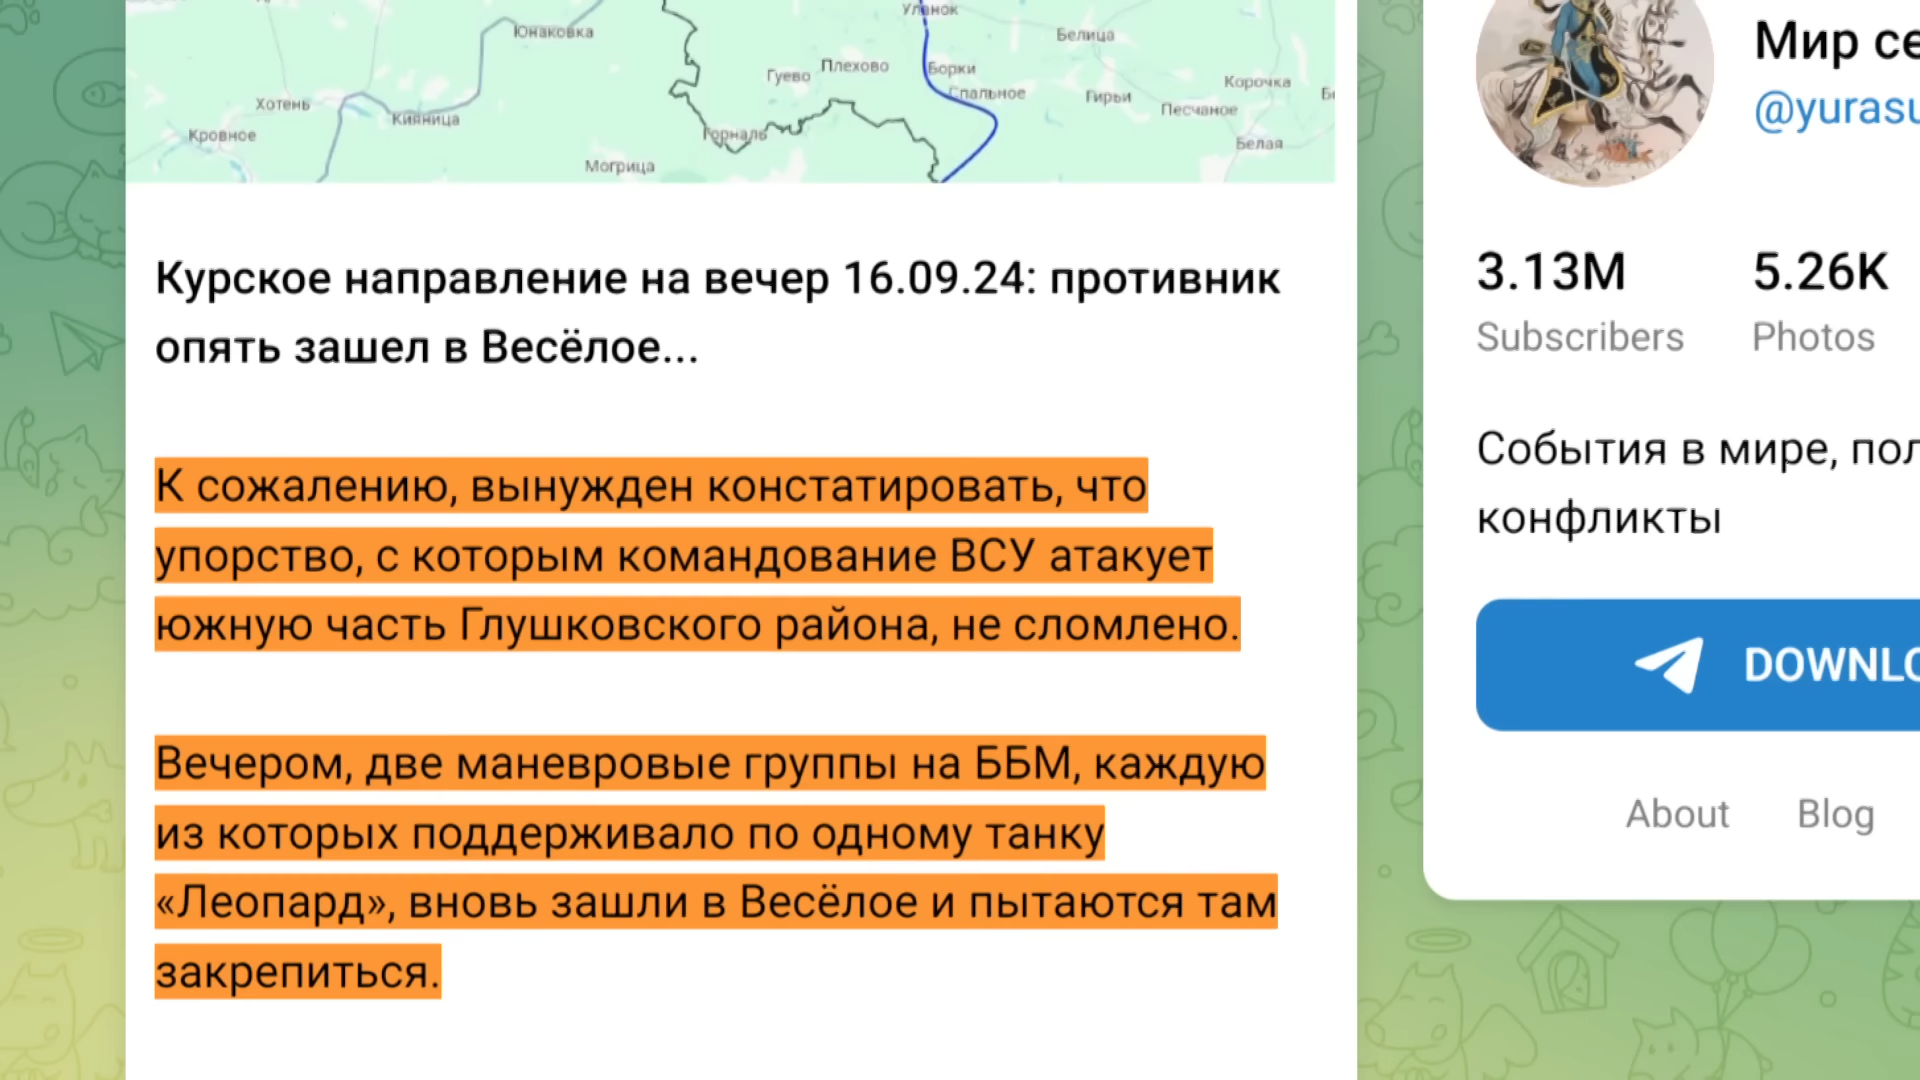 Уланок
Юнаковка
Белица
Гуево
Плехово
Борки
Корочка
Хотень
Спальное
Гирьи
Песчаное
Кияница
Кровное
Горналь
Белая
Могрица
Курское направление на вечер 16.09.24: противник
опять зашел в Весёлое...
К сожалению, вынужден констатировать, что
упорство, с которым командование ВСУ атакует
южную часть Глушковского района, не сломлено.
Вечером, две маневровые группы на ББМ, каждую
из которых поддерживало по одному танку
«Леопард», вновь зашли в Весёлое и пытаются там
закрепиться.
Мир се
@yurasu
3.13M 5.26K
Subscribers Photos
События в мире, пол
конфликты
DOWNLO
About Blog